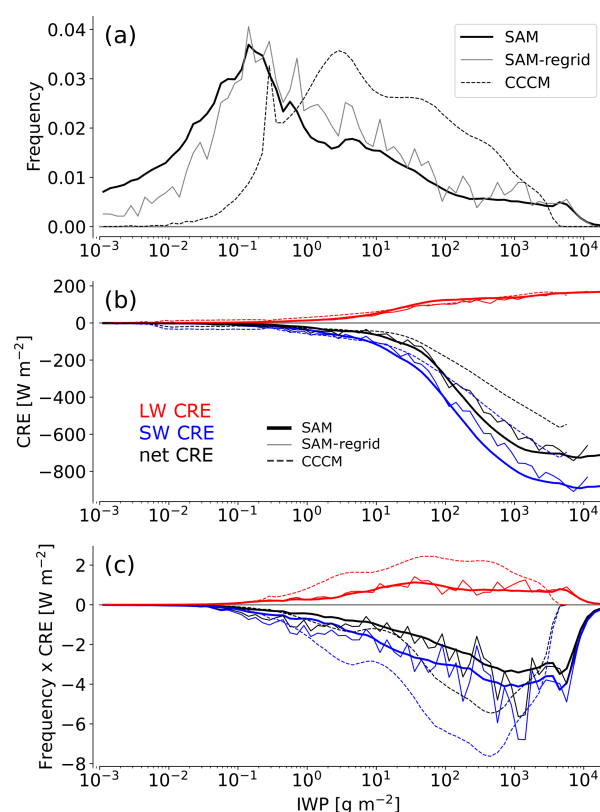 (a)
SAM
SAM-regrid
CCCM
Frequency
0.04
0.03
0.02
0.01
0.00
10⁻³ 10⁻² 10⁻¹ 10⁰ 10¹ 10² 10³ 10⁴
(b)
CRE [W m⁻²]
200
0
−200
−400
−600
−800
LW CRE
SW CRE
net CRE
SAM
SAM-regrid
CCCM
10⁻³ 10⁻² 10⁻¹ 10⁰ 10¹ 10² 10³ 10⁴
(c)
Frequency x CRE [W m⁻²]
2
0
−2
−4
−6
−8
10⁻³ 10⁻² 10⁻¹ 10⁰ 10¹ 10² 10³ 10⁴
IWP [g m⁻²]